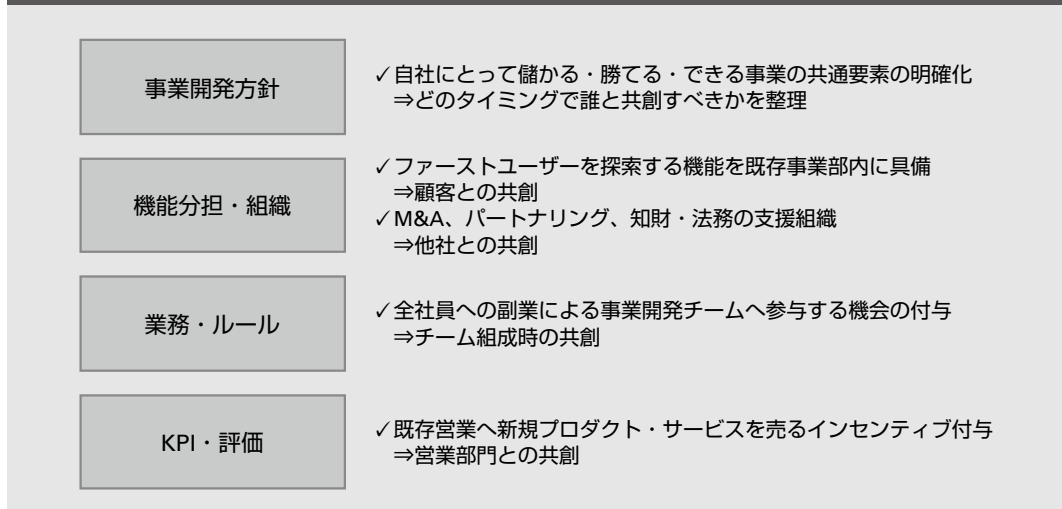 事業開発方針
✓自社にとって儲かる・勝てる・できる事業の共通要素の明確化
⇒どのタイミングで誰と共創すべきかを整理
機能分担・組織
✓ファーストユーザーを探索する機能を既存事業部内に具備
⇒顧客との共創
✓M&A、パートナリング、知財・法務の支援組織
⇒他社との共創
業務・ルール
✓全社員への副業による事業開発チームへ参与する機会の付与
⇒チーム組成時の共創
KPI・評価
✓既存営業へ新規プロダクト・サービスを売るインセンティブ付与
⇒営業部門との共創